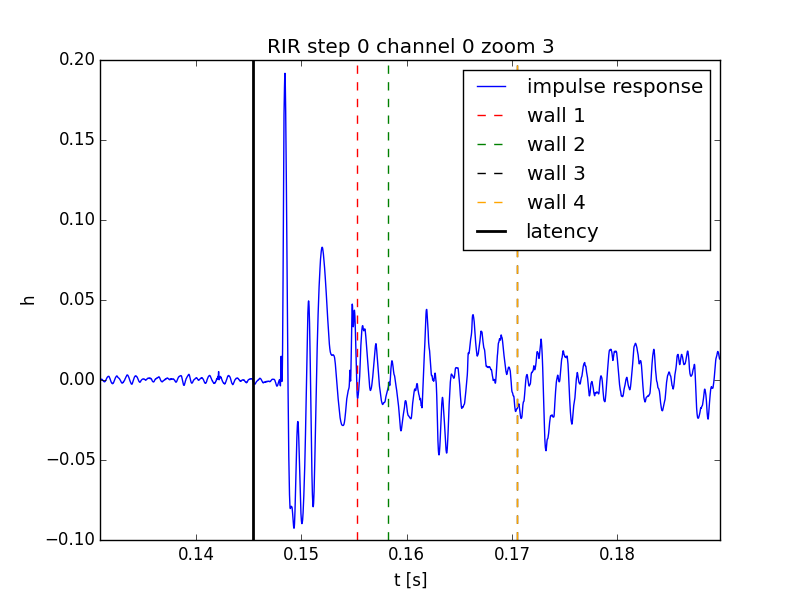 RIR step 0 channel 0 zoom 3
0.20
0.15
0.10
0.05
0.00
−0.05
−0.10
h
impulse response
wall 1
wall 2
wall 3
wall 4
latency
0.14
0.15
0.16
0.17
0.18
t [s]